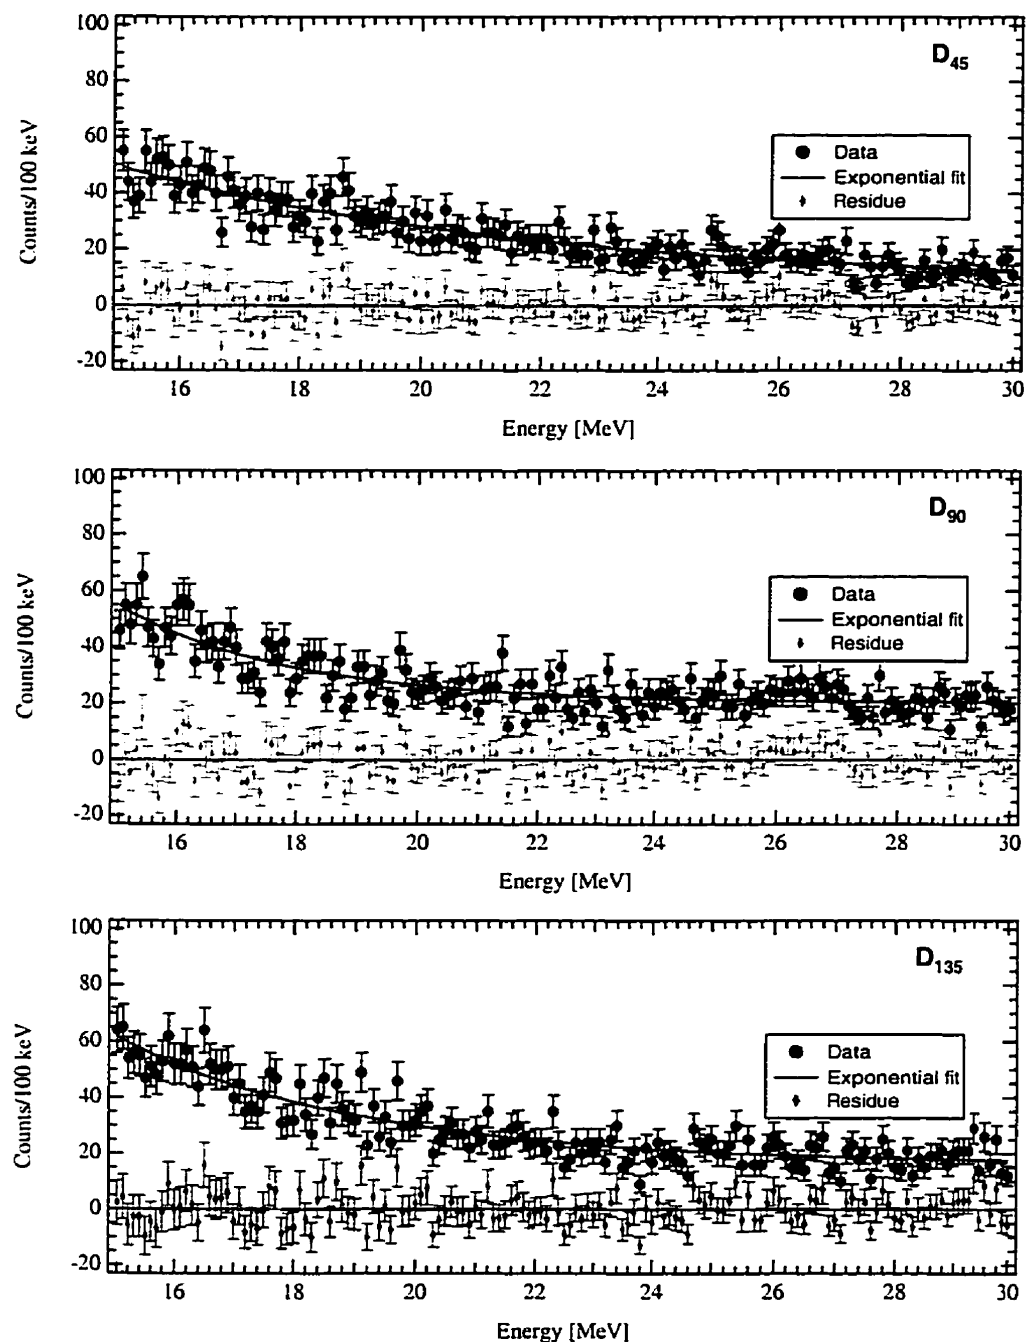 100
80
60
40
20
0
-20
Counts/100 keV
D45
Data
Exponential fit
Residue
16 18 20 22 24 26 28 30
Energy [MeV]
100
80
60
40
20
0
-20
Counts/100 keV
D90
Data
Exponential fit
Residue
16 18 20 22 24 26 28 30
Energy [MeV]
100
80
60
40
20
0
-20
Counts/100 keV
D135
Data
Exponential fit
Residue
16 18 20 22 24 26 28 30
Energy [MeV]